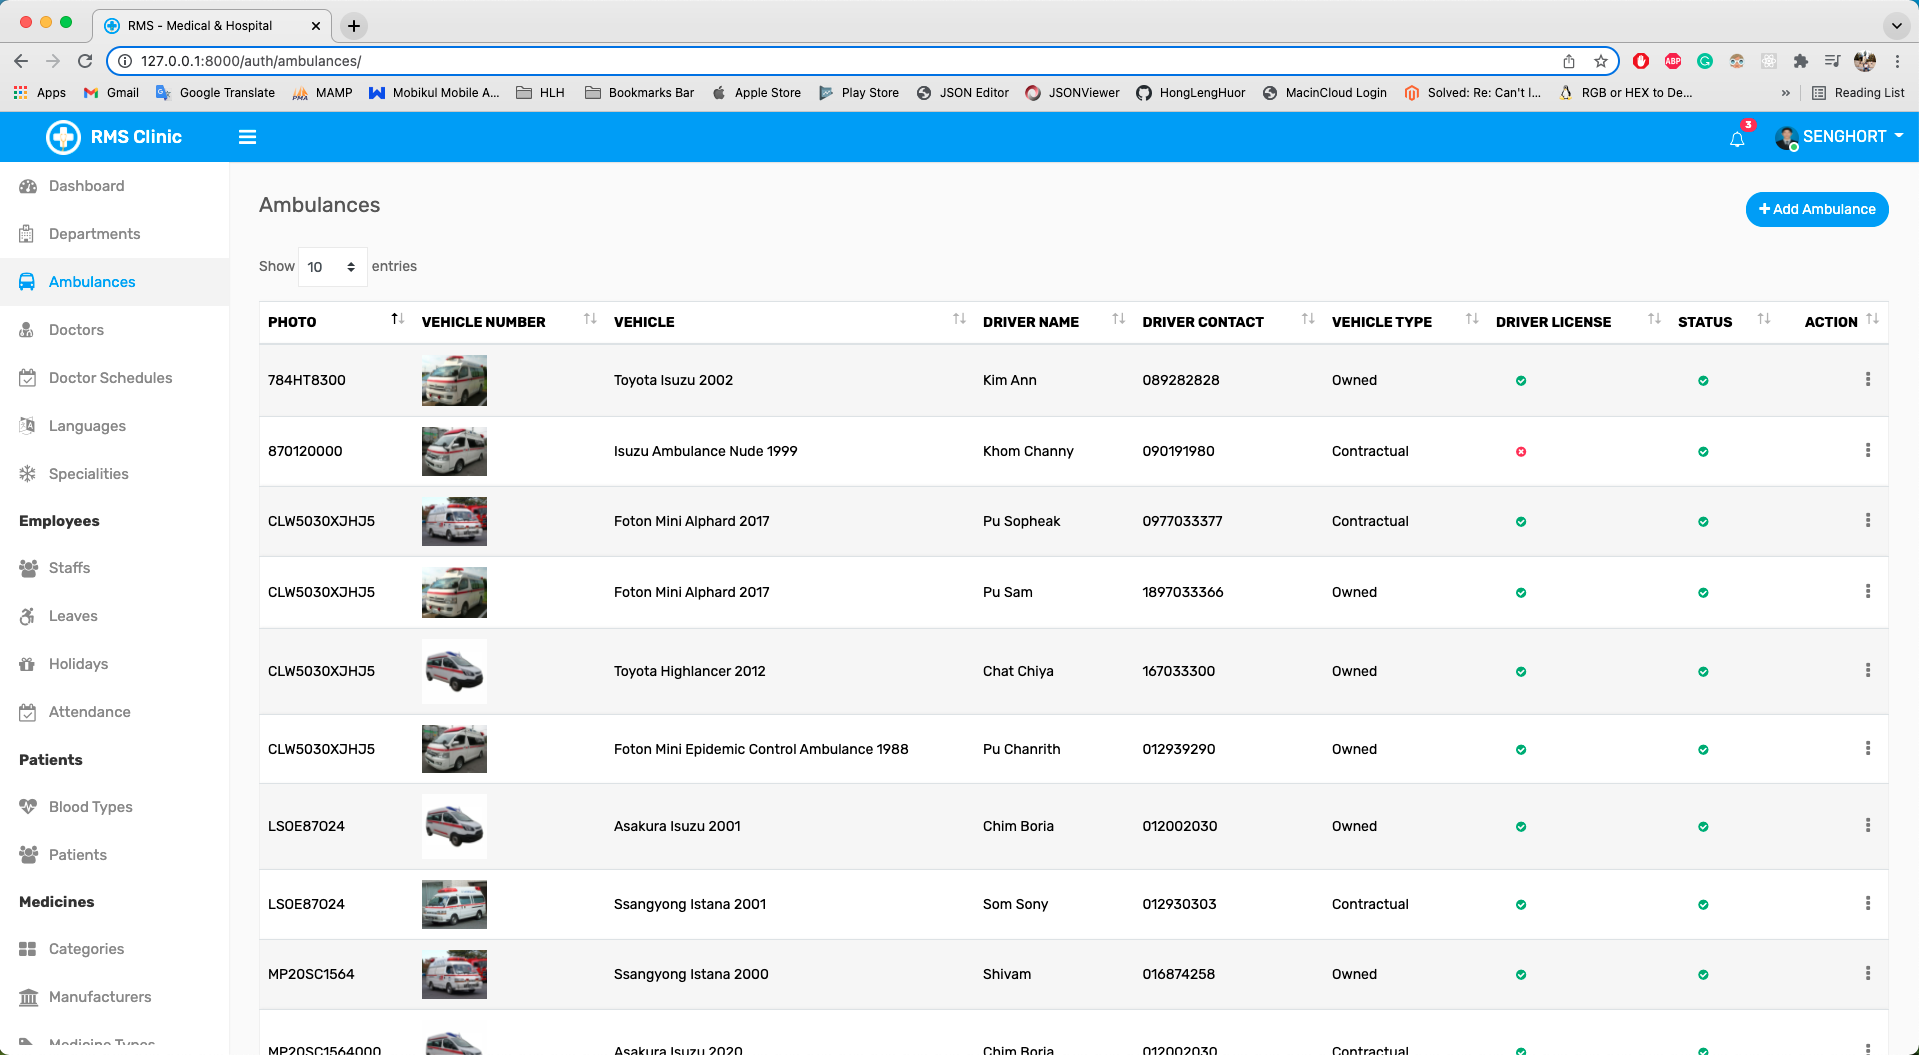 RMS - Medical & Hospital
127.0.0.1:8000/auth/ambulances/
Apps Gmail Google Translate MAMP Mobikul Mobile A... HLH Bookmarks Bar Apple Store Play Store JSON Editor JSONViewer HongLengHuor MacinCloud Login Solved: Re: Can't I... RGB or HEX to De... » Reading List
RMS Clinic 3 SENGHORT
Dashboard
Departments
Ambulances
Doctors
Doctor Schedules
Languages
Specialities
Employees
Staffs
Leaves
Holidays
Attendance
Patients
Blood Types
Patients
Medicines
Categories
Manufacturers
Medicine Types
Ambulances
+ Add Ambulance
Show 10 entries
PHOTO VEHICLE NUMBER VEHICLE DRIVER NAME DRIVER CONTACT VEHICLE TYPE DRIVER LICENSE STATUS ACTION
784HT8300 Toyota Isuzu 2002 Kim Ann 089282828 Owned
870120000 Isuzu Ambulance Nude 1999 Khom Channy 090191980 Contractual
CLW5030XJHJ5 Foton Mini Alphard 2017 Pu Sopheak 0977033377 Contractual
CLW5030XJHJ5 Foton Mini Alphard 2017 Pu Sam 1897033366 Owned
CLW5030XJHJ5 Toyota Highlancer 2012 Chat Chiya 167033300 Owned
CLW5030XJHJ5 Foton Mini Epidemic Control Ambulance 1988 Pu Chanrith 012939290 Owned
LSOE87O24 Asakura Isuzu 2001 Chim Boria 012002030 Owned
LSOE87O24 Ssangyong Istana 2001 Som Sony 012930303 Contractual
MP20SC1564 Ssangyong Istana 2000 Shivam 016874258 Owned
MP20SC1564000 Asakura Isuzu 2020 Chim Boria 012002030 Contractual